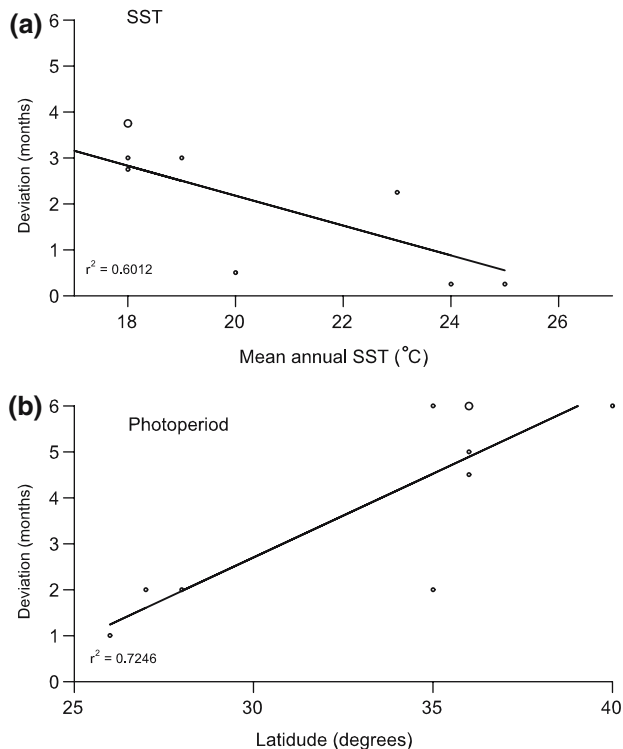 (a)
SST
6
5
4
3
2
1
0
Deviation (months)
r² = 0.6012
18 20 22 24 26
Mean annual SST (°C)
(b)
Photoperiod
6
5
4
3
2
1
0
Deviation (months)
r² = 0.7246
25 30 35 40
Latidude (degrees)